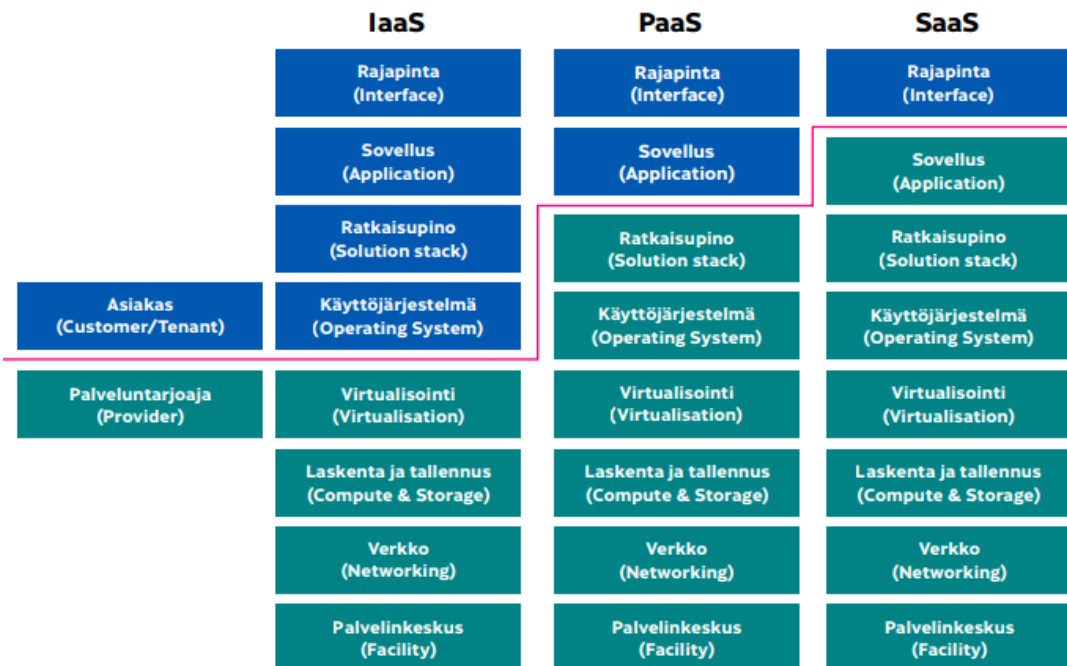 IaaS
PaaS
SaaS
Rajapinta
(Interface)
Rajapinta
(Interface)
Rajapinta
(Interface)
Sovellus
(Application)
Sovellus
(Application)
Sovellus
(Application)
Ratkaisupino
(Solution stack)
Ratkaisupino
(Solution stack)
Ratkaisupino
(Solution stack)
Asiakas
(Customer/Tenant)
Käyttöjärjestelmä
(Operating System)
Käyttöjärjestelmä
(Operating System)
Käyttöjärjestelmä
(Operating System)
Palveluntarjoaja
(Provider)
Virtualisointi
(Virtualisation)
Virtualisointi
(Virtualisation)
Virtualisointi
(Virtualisation)
Laskenta ja tallennus
(Compute & Storage)
Laskenta ja tallennus
(Compute & Storage)
Laskenta ja tallennus
(Compute & Storage)
Verkko
(Networking)
Verkko
(Networking)
Verkko
(Networking)
Palvelinkeskus
(Facility)
Palvelinkeskus
(Facility)
Palvelinkeskus
(Facility)